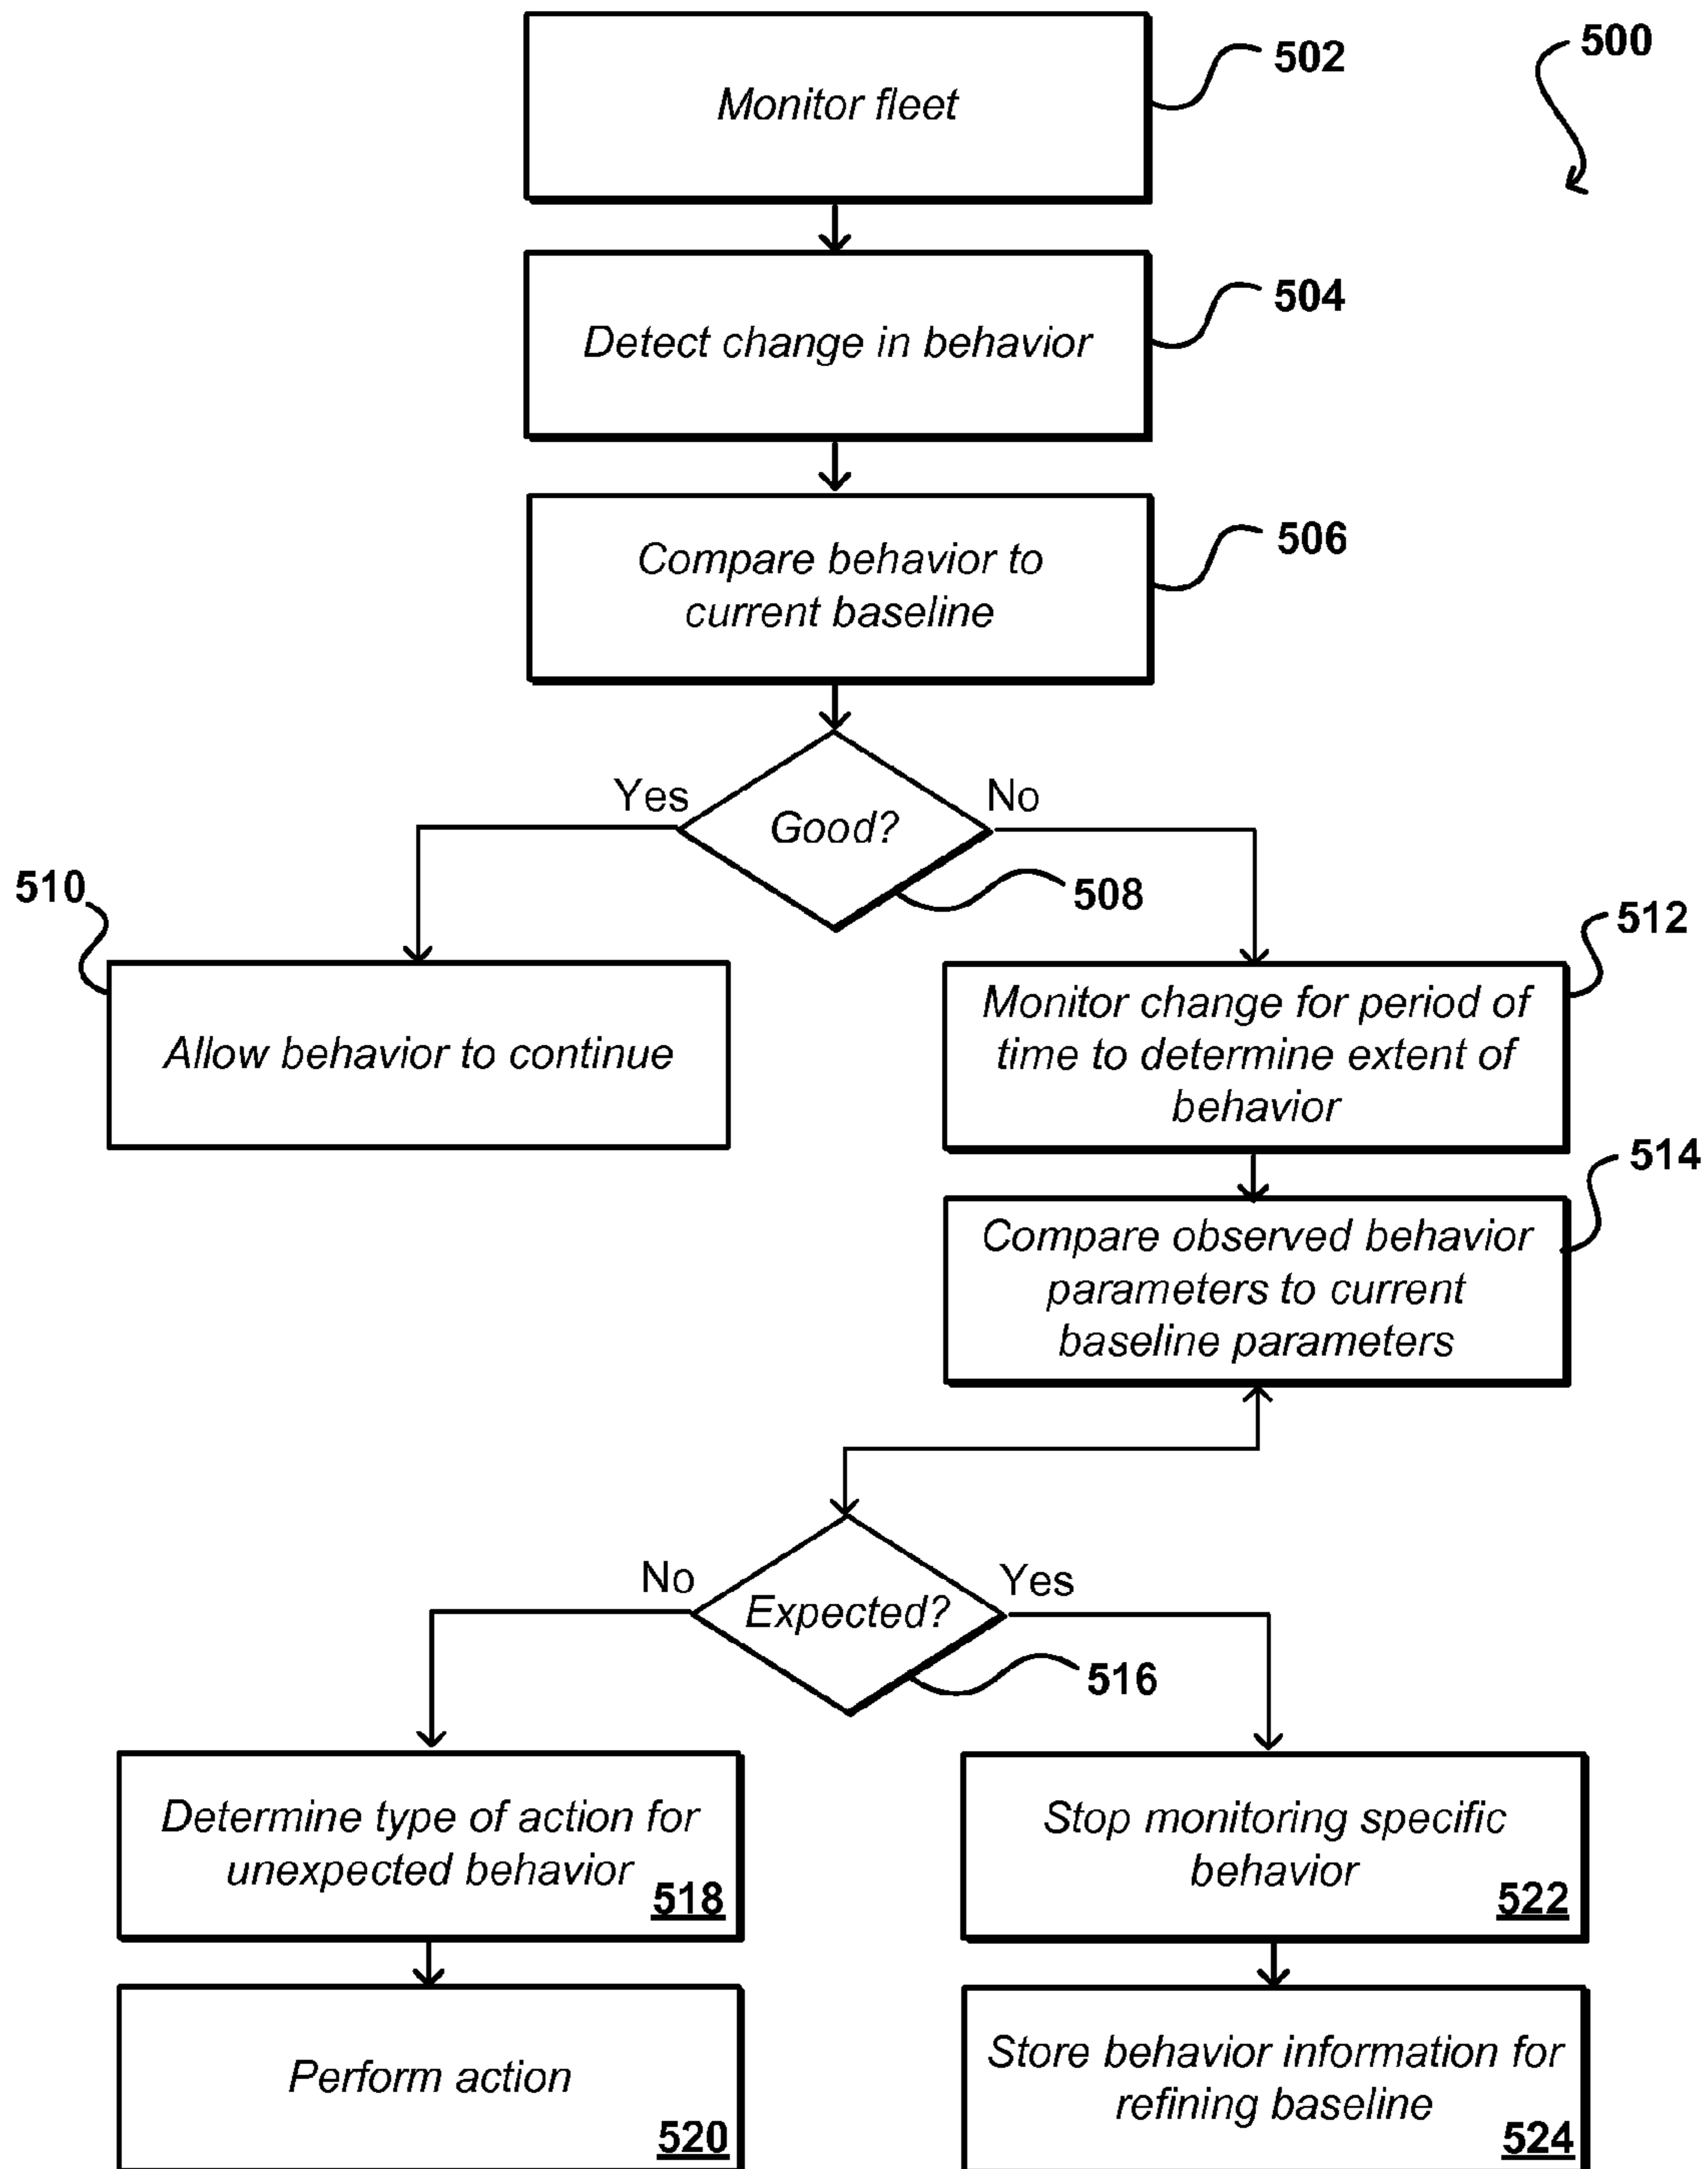 500
Monitor fleet
502
Detect change in behavior
504
Compare behavior to
current baseline
506
Yes
No
Good?
508
510
Allow behavior to continue
512
Monitor change for period of
time to determine extent of
behavior
514
Compare observed behavior
parameters to current
baseline parameters
No
Yes
Expected?
516
Determine type of action for
unexpected behavior
518
Stop monitoring specific
behavior
522
Perform action
520
Store behavior information for
refining baseline
524